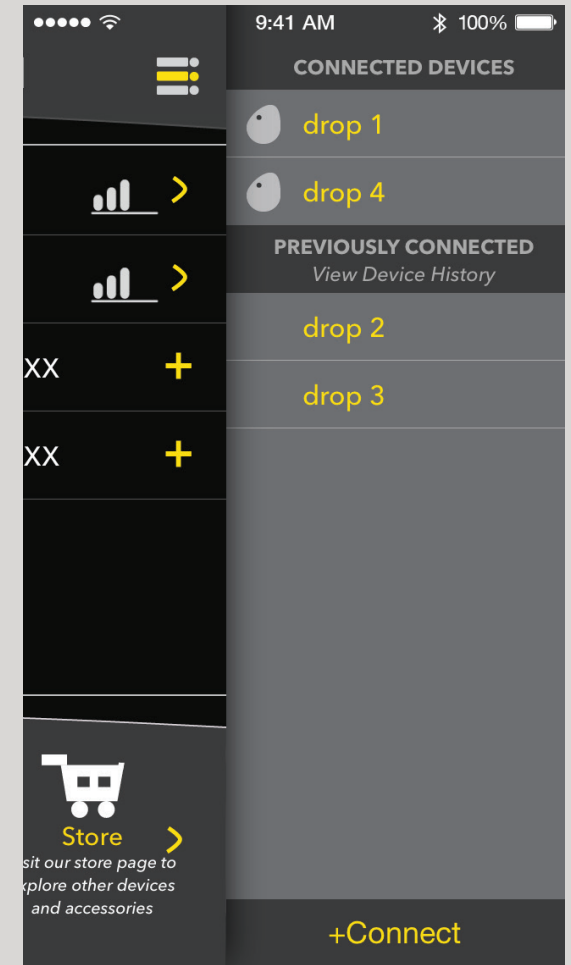 9:41 AM
100%
CONNECTED DEVICES
drop 1
drop 4
PREVIOUSLY CONNECTED
View Device History
drop 2
drop 3
+Connect
xx
xx
Store
sit our store page to
xplore other devices
and accessories